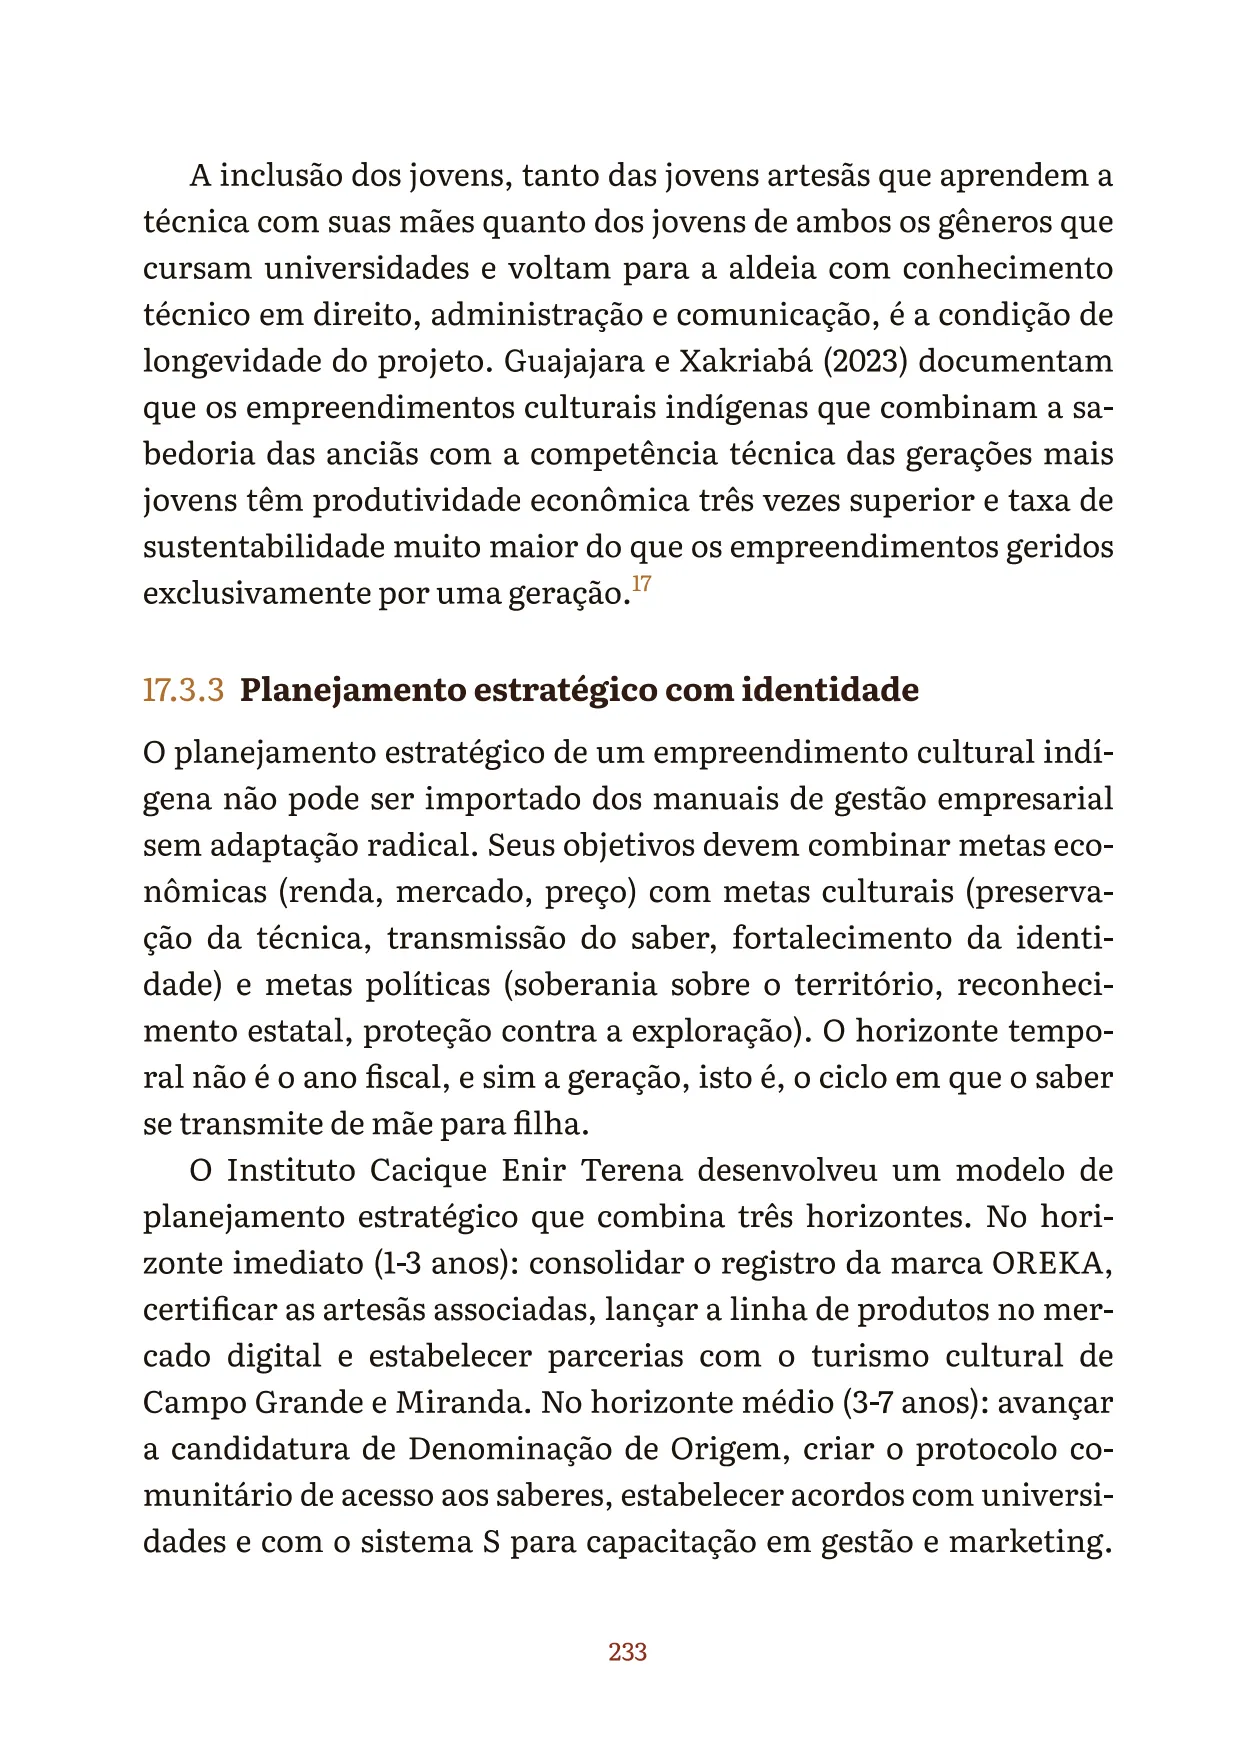 A inclusão dos jovens, tanto das jovens artesãs que aprendem a
técnica com suas mães quanto dos jovens de ambos os gêneros que
cursam universidades e voltam para a aldeia com conhecimento
técnico em direito, administração e comunicação, é a condição de
longevidade do projeto. Guajajara e Xakriabá (2023) documentam
que os empreendimentos culturais indígenas que combinam a sa-
bedoria das anciãs com a competência técnica das gerações mais
jovens têm produtividade econômica três vezes superior e taxa de
sustentabilidade muito maior do que os empreendimentos geridos
exclusivamente por uma geração.17
17.3.3 Planejamento estratégico com identidade
O planejamento estratégico de um empreendimento cultural indí-
gena não pode ser importado dos manuais de gestão empresarial
sem adaptação radical. Seus objetivos devem combinar metas eco-
nômicas (renda, mercado, preço) com metas culturais (preserva-
ção da técnica, transmissão do saber, fortalecimento da identi-
dade) e metas políticas (soberania sobre o território, reconheci-
mento estatal, proteção contra a exploração). O horizonte tempo-
ral não é o ano fiscal, e sim a geração, isto é, o ciclo em que o saber
se transmite de mãe para filha.
O Instituto Cacique Enir Terena desenvolveu um modelo de
planejamento estratégico que combina três horizontes. No hori-
zonte imediato (1-3 anos): consolidar o registro da marca OREKA,
certificar as artesãs associadas, lançar a linha de produtos no mer-
cado digital e estabelecer parcerias com o turismo cultural de
Campo Grande e Miranda. No horizonte médio (3-7 anos): avançar
a candidatura de Denominação de Origem, criar o protocolo co-
munitário de acesso aos saberes, estabelecer acordos com universi-
dades e com o sistema S para capacitação em gestão e marketing.
233